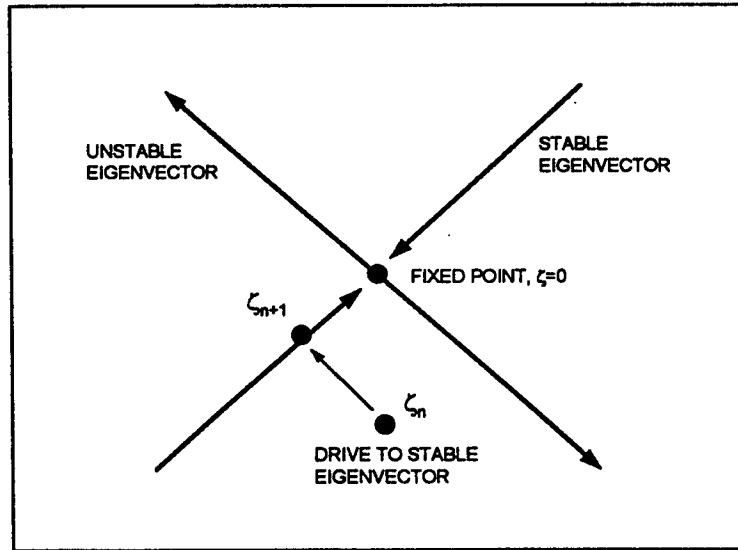 UNSTABLE
EIGENVECTOR
STABLE
EIGENVECTOR
FIXED POINT, ζ=0
ζn+1
ζn
DRIVE TO STABLE
EIGENVECTOR